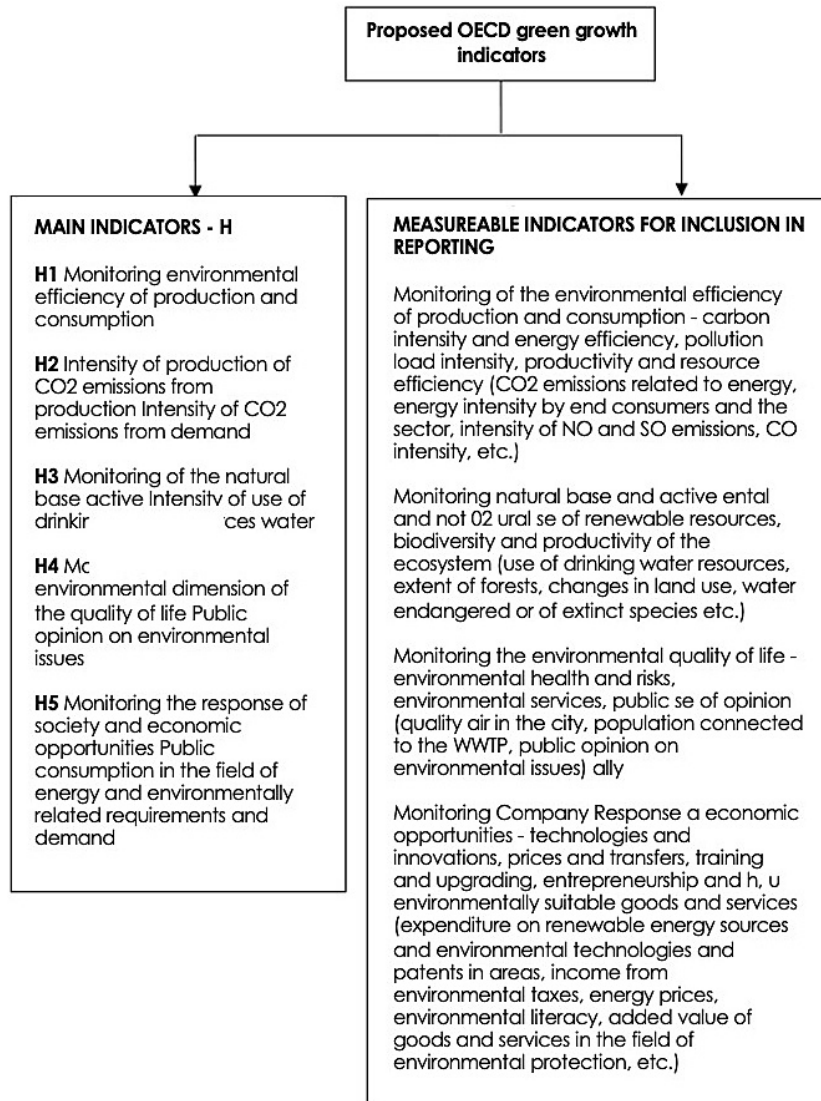 Proposed OECD green growth
indicators
MAIN INDICATORS - H
H1 Monitoring environmental
efficiency of production and
consumption
H2 Intensity of production of
CO2 emissions from
production Intensity of CO2
emissions from demand
H3 Monitoring of the natural
base active Intensity of use of
drinkir ces water
H4 Mc
environmental dimension of
the quality of life Public
opinion on environmental
issues
H5 Monitoring the response of
society and economic
opportunities Public
consumption in the field of
energy and environmentally
related requirements and
demand
MEASUREABLE INDICATORS FOR INCLUSION IN
REPORTING
Monitoring of the environmental efficiency
of production and consumption - carbon
intensity and energy efficiency, pollution
load intensity, productivity and resource
efficiency (CO2 emissions related to energy,
energy intensity by end consumers and the
sector, intensity of NO and SO emissions, CO
intensity, etc.)
Monitoring natural base and active ental
and not 02 ural se of renewable resources,
biodiversity and productivity of the
ecosystem (use of drinking water resources,
extent of forests, changes in land use, water
endangered or of extinct species etc.)
Monitoring the environmental quality of life -
environmental health and risks,
environmental services, public se of opinion
(quality air in the city, population connected
to the WWTP, public opinion on
environmental issues) ally
Monitoring Company Response a economic
opportunities - technologies and
innovations, prices and transfers, training
and upgrading, entrepreneurship and h, u
environmentally suitable goods and services
(expenditure on renewable energy sources
and environmental technologies and
patents in areas, income from
environmental taxes, energy prices,
environmental literacy, added value of
goods and services in the field of
environmental protection, etc.)